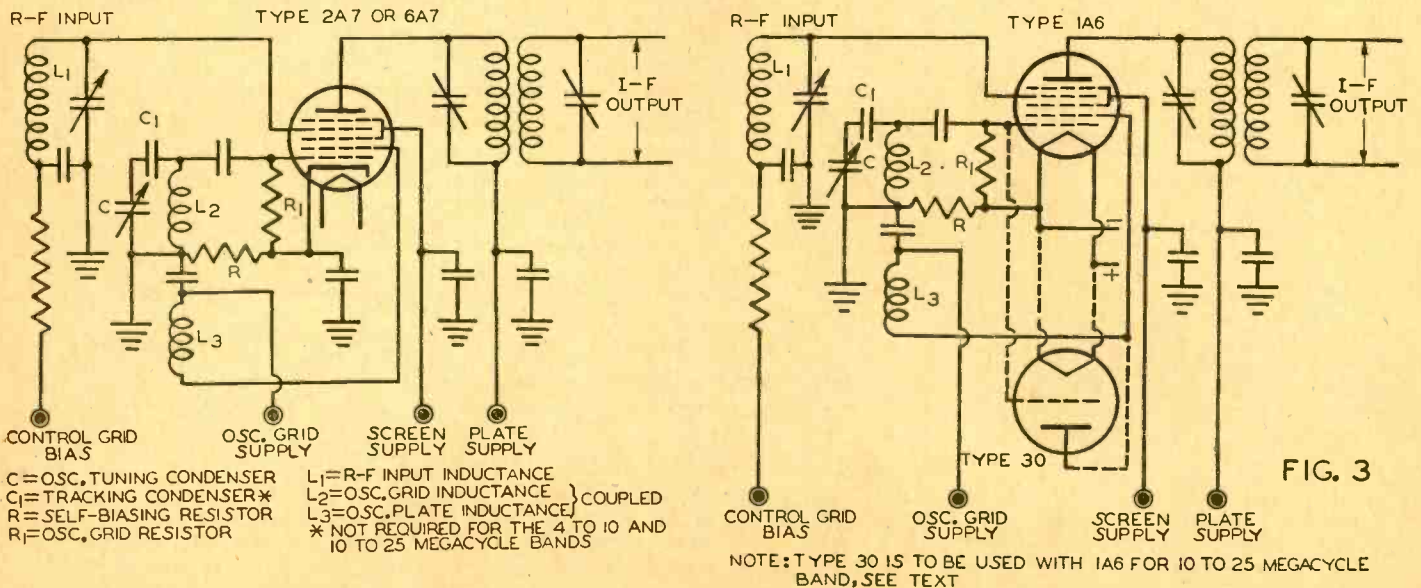 R-F INPUT
TYPE 2A7 OR 6A7
L1
C1
C
L2
R1
R
L3
I-F
OUTPUT
CONTROL GRID
BIAS
OSC. GRID
SUPPLY
SCREEN
SUPPLY
PLATE
SUPPLY
C=OSC. TUNING CONDENSER
C1=TRACKING CONDENSER*
R=SELF-BIASING RESISTOR
R1=OSC. GRID RESISTOR
L1=R-F INPUT INDUCTANCE
L2=OSC. GRID INDUCTANCE
L3=OSC. PLATE INDUCTANCE
} COUPLED
* NOT REQUIRED FOR THE 4 TO 10 AND
10 TO 25 MEGACYCLE BANDS
R-F INPUT
TYPE 1A6
L1
C1
C
L2
R1
R
L3
I-F
OUTPUT
−
+
TYPE 30
FIG. 3
CONTROL GRID
BIAS
OSC. GRID
SUPPLY
SCREEN
SUPPLY
PLATE
SUPPLY
NOTE: TYPE 30 IS TO BE USED WITH 1A6 FOR 10 TO 25 MEGACYCLE
BAND, SEE TEXT